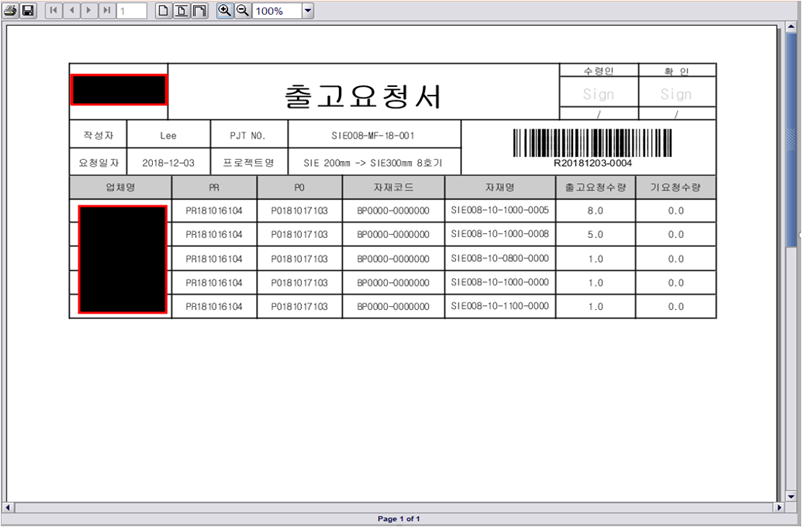 1 100%
수령인 확 인
출고요청서 Sign Sign
/ /
작성자 Lee PJT NO. SIE008-MF-18-001
요청일자 2018-12-03 프로젝트명 SIE 200mm -> SIE300mm 8호기 R20181203-0004
업체명 PR PO 자재코드 자재명 출고요청수량 기요청수량
PR181016104 PO181017103 BP0000-0000000 SIE008-10-1000-0005 8.0 0.0
PR181016104 PO181017103 BP0000-0000000 SIE008-10-1000-0008 5.0 0.0
PR181016104 PO181017103 BP0000-0000000 SIE008-10-0800-0000 1.0 0.0
PR181016104 PO181017103 BP0000-0000000 SIE008-10-1000-0000 1.0 0.0
PR181016104 PO181017103 BP0000-0000000 SIE008-10-1100-0000 1.0 0.0
Page 1 of 1